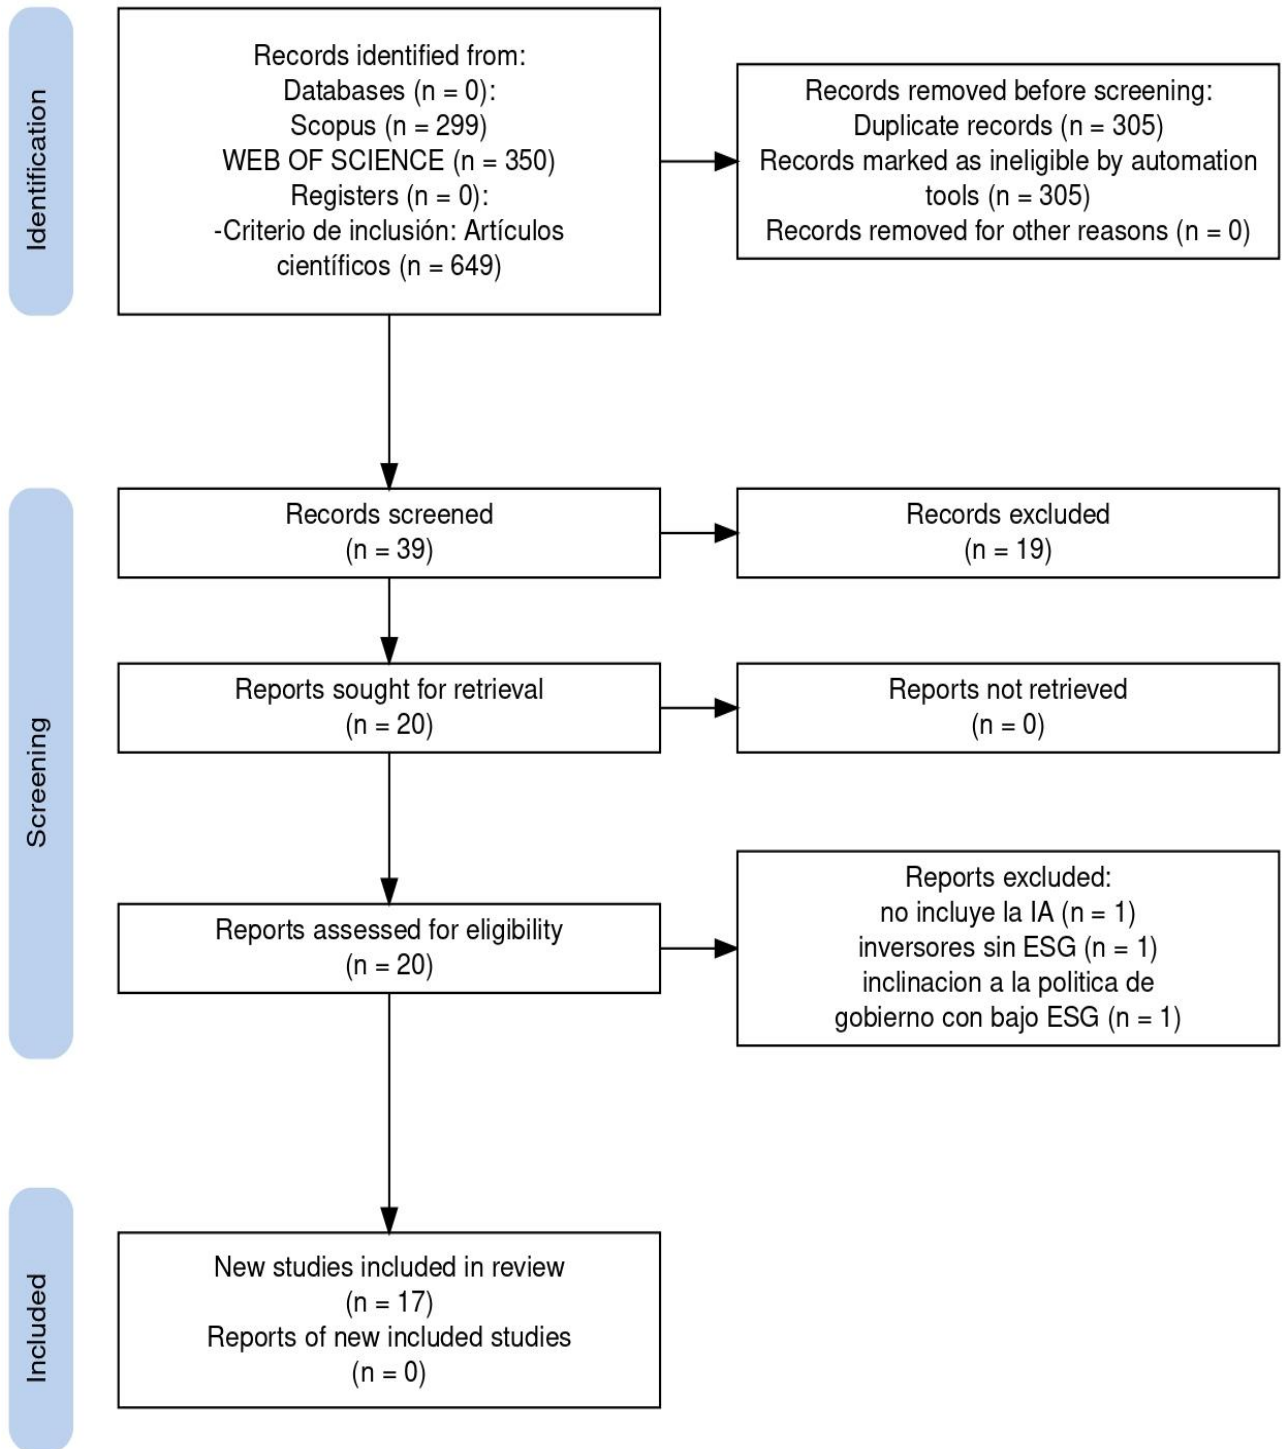 Identification
Records identified from:
Databases (n = 0):
Scopus (n = 299)
WEB OF SCIENCE (n = 350)
Registers (n = 0):
-Criterio de inclusión: Artículos
científicos (n = 649)
Records removed before screening:
Duplicate records (n = 305)
Records marked as ineligible by automation
tools (n = 305)
Records removed for other reasons (n = 0)
Screening
Records screened
(n = 39)
Records excluded
(n = 19)
Reports sought for retrieval
(n = 20)
Reports not retrieved
(n = 0)
Reports assessed for eligibility
(n = 20)
Reports excluded:
no incluye la IA (n = 1)
inversores sin ESG (n = 1)
inclinacion a la politica de
gobierno con bajo ESG (n = 1)
Included
New studies included in review
(n = 17)
Reports of new included studies
(n = 0)